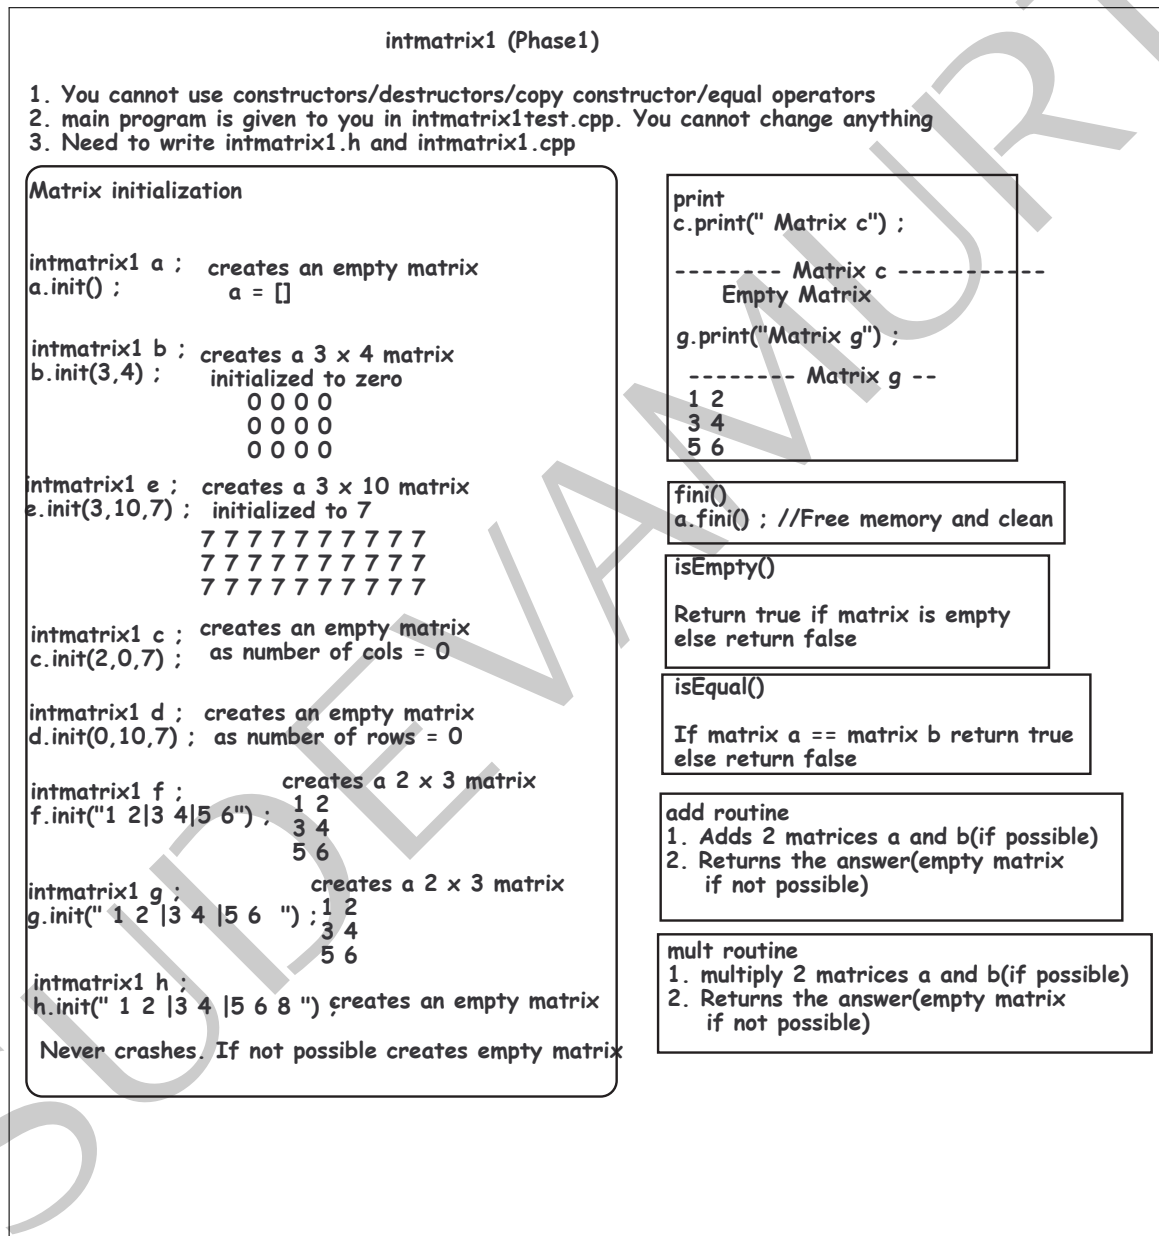 intmatrix1 (Phase1)
1. You cannot use constructors/destructors/copy constructor/equal operators
2. main program is given to you in intmatrix1test.cpp. You cannot change anything
3. Need to write intmatrix1.h and intmatrix1.cpp
Matrix initialization
intmatrix1 a ; creates an empty matrix
a.init() ; a = []
intmatrix1 b ; creates a 3 x 4 matrix
b.init(3,4) ; initialized to zero
0 0 0 0
0 0 0 0
0 0 0 0
intmatrix1 e ; creates a 3 x 10 matrix
e.init(3,10,7) ; initialized to 7
7 7 7 7 7 7 7 7 7 7
7 7 7 7 7 7 7 7 7 7
7 7 7 7 7 7 7 7 7 7
intmatrix1 c ; creates an empty matrix
c.init(2,0,7) ; as number of cols = 0
intmatrix1 d ; creates an empty matrix
d.init(0,10,7) ; as number of rows = 0
creates a 2 x 3 matrix
intmatrix1 f ; 1 2
f.init("1 2|3 4|5 6") ; 3 4
5 6
creates a 2 x 3 matrix
intmatrix1 g ; 1 2
g.init(" 1 2 |3 4 |5 6  ") ; 3 4
5 6
intmatrix1 h ;
h.init(" 1 2 |3 4 |5 6 8 ") ; creates an empty matrix
Never crashes. If not possible creates empty matrix
print
c.print(" Matrix c") ;
-------- Matrix c -----------
Empty Matrix
g.print("Matrix g") ;
-------- Matrix g --
1 2
3 4
5 6
fini()
a.fini() ; //Free memory and clean
isEmpty()
Return true if matrix is empty
else return false
isEqual()
If matrix a == matrix b return true
else return false
add routine
1. Adds 2 matrices a and b(if possible)
2. Returns the answer(empty matrix
if not possible)
mult routine
1. multiply 2 matrices a and b(if possible)
2. Returns the answer(empty matrix
if not possible)
SUDEVAMURT